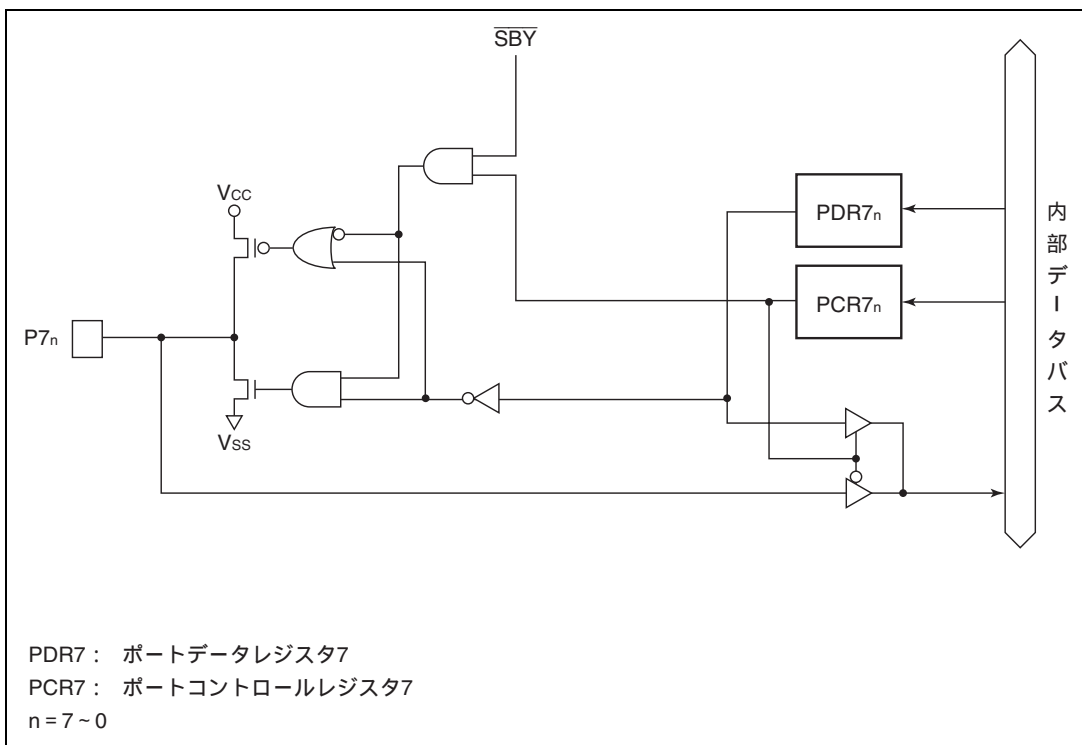 SBY
VCC
PDR7n
PCR7n
P7n
VSS
内部データバス
PDR7： ポートデータレジスタ7
PCR7： ポートコントロールレジスタ7
n = 7 ~ 0